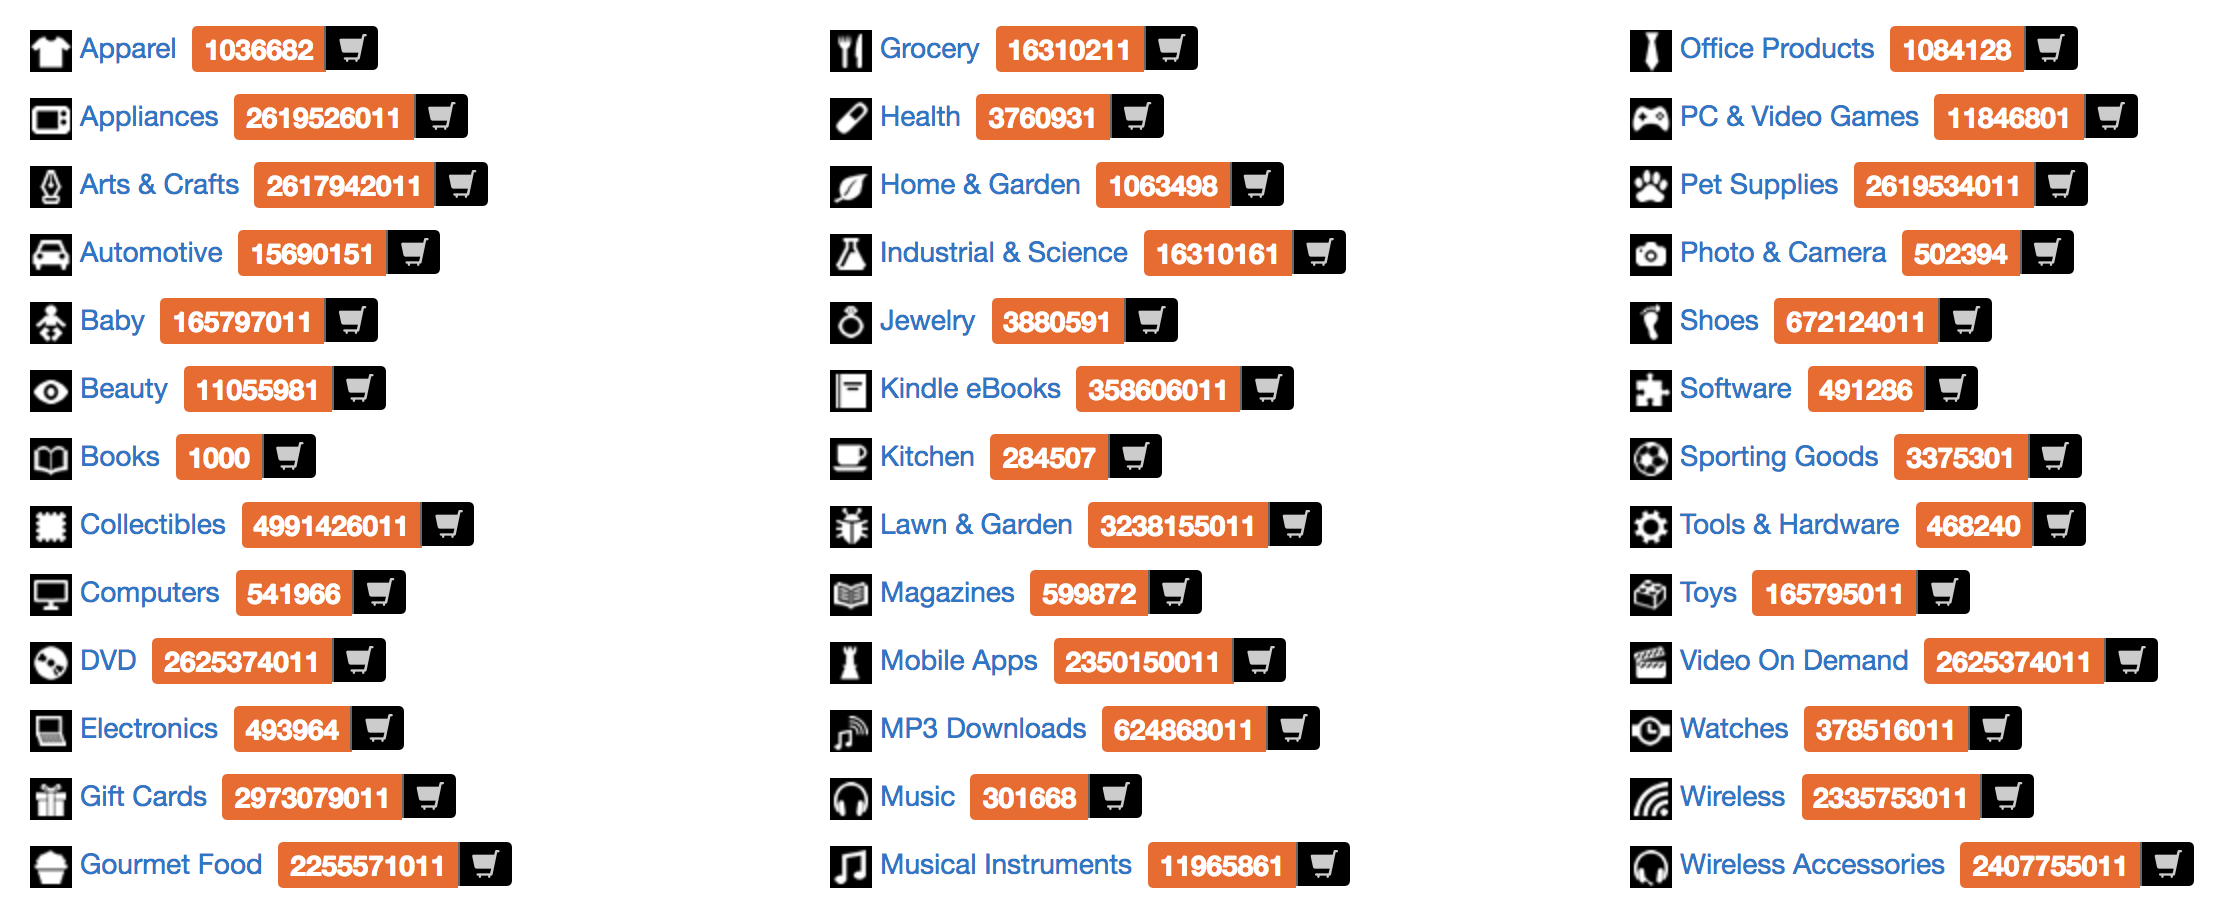 Apparel 1036682
Appliances 2619526011
Arts & Crafts 2617942011
Automotive 15690151
Baby 165797011
Beauty 11055981
Books 1000
Collectibles 4991426011
Computers 541966
DVD 2625374011
Electronics 493964
Gift Cards 2973079011
Gourmet Food 2255571011
Grocery 16310211
Health 3760931
Home & Garden 1063498
Industrial & Science 16310161
Jewelry 3880591
Kindle eBooks 358606011
Kitchen 284507
Lawn & Garden 3238155011
Magazines 599872
Mobile Apps 2350150011
MP3 Downloads 624868011
Music 301668
Musical Instruments 11965861
Office Products 1084128
PC & Video Games 11846801
Pet Supplies 2619534011
Photo & Camera 502394
Shoes 672124011
Software 491286
Sporting Goods 3375301
Tools & Hardware 468240
Toys 165795011
Video On Demand 2625374011
Watches 378516011
Wireless 2335753011
Wireless Accessories 2407755011